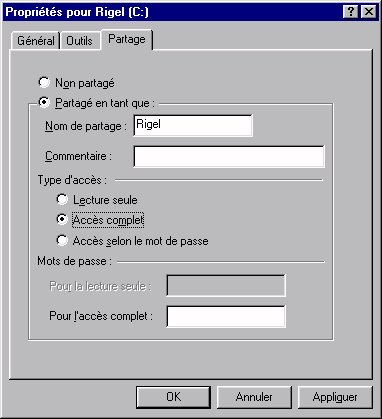 Propriétés pour Rigel (C:)
Général Outils Partage
Non partagé
Partagé en tant que :
Nom de partage : Rigel
Commentaire :
Type d'accès :
Lecture seule
Accès complet
Accès selon le mot de passe
Mots de passe :
Pour la lecture seule :
Pour l'accès complet :
OK Annuler Appliquer